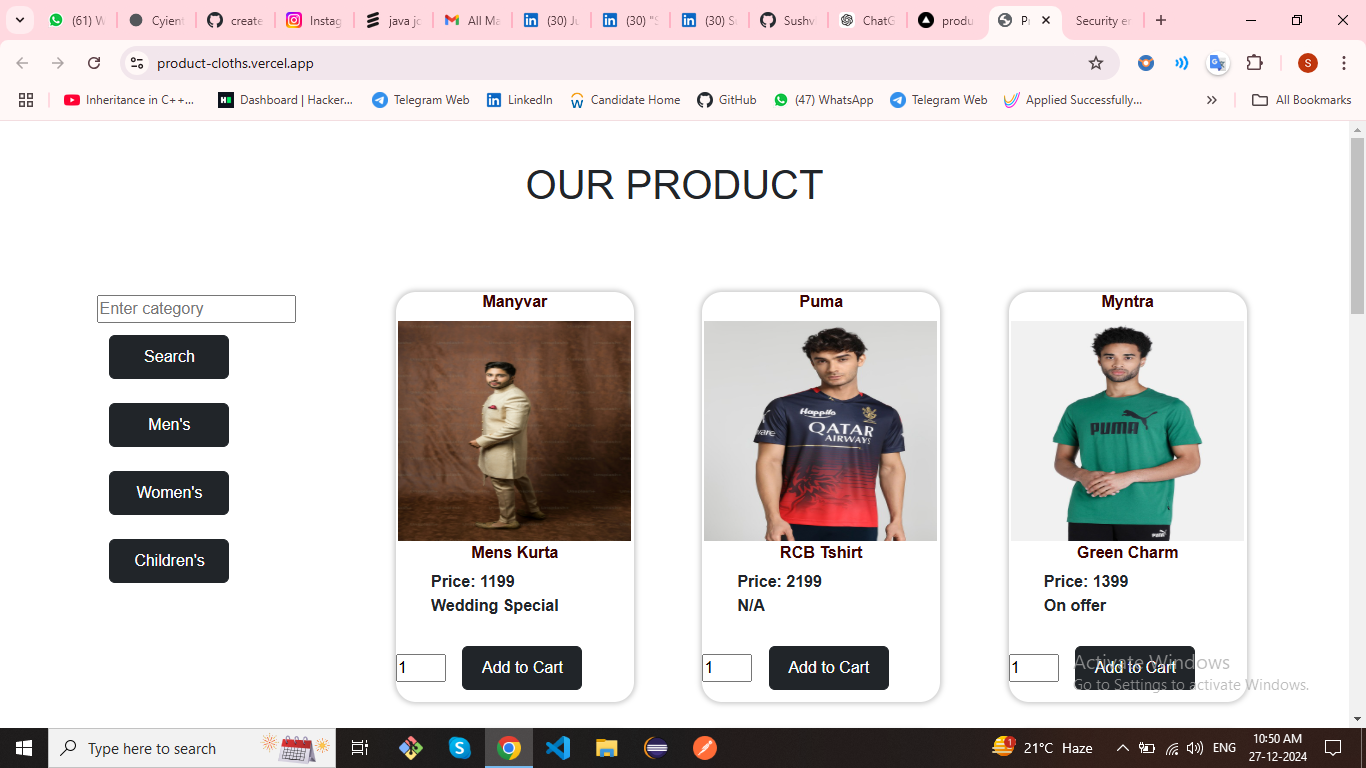 (61) W
Cyient
create
Instag
java jo
All Ma
(30) Ju
(30) "S
(30) Su
Sushv
ChatG
produ
Pr
Security e
product-cloths.vercel.app
S
Inheritance in C++...
Dashboard | Hacker...
Telegram Web
LinkedIn
Candidate Home
GitHub
(47) WhatsApp
Telegram Web
Applied Successfully...
All Bookmarks
OUR PRODUCT
Enter category
Search
Men's
Women's
Children's
Manyvar
Mens Kurta
Price: 1199
Wedding Special
1
Add to Cart
Puma
Happilo
QATAR
AIRWAYS
RCB Tshirt
Price: 2199
N/A
1
Add to Cart
Myntra
PUMA
Green Charm
Price: 1399
On offer
1
Add to Cart
Activate Windows
Go to Settings to activate Windows.
Type here to search
1
21°C Haze
ENG
10:50 AM
27-12-2024